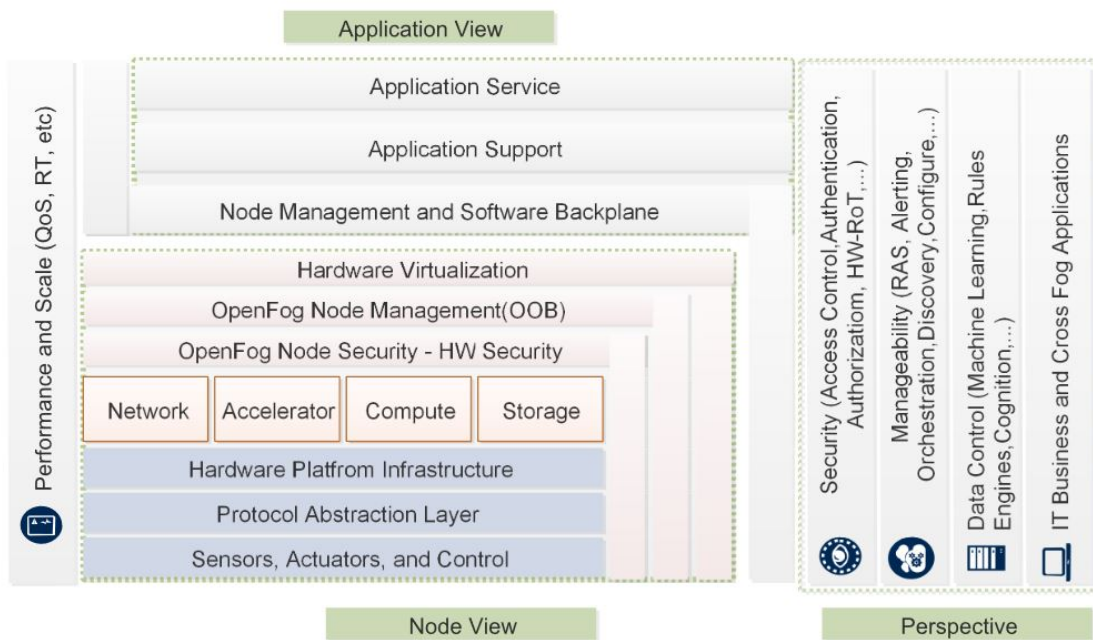 Application View
Application Service
Application Support
Node Management and Software Backplane
Hardware Virtualization
OpenFog Node Management(OOB)
OpenFog Node Security - HW Security
Network
Accelerator
Compute
Storage
Hardware Platfrom Infrastructure
Protocol Abstraction Layer
Sensors, Actuators, and Control
Node View
Performance and Scale (QoS, RT, etc)
Security (Access Control,Authentication,
Authorizatiom, HW-RoT,...)
Manageability (RAS, Alerting,
Orchestration,Discovery,Configure,...)
Data Control (Machine Learning,Rules
Engines,Cognition,...)
IT Business and Cross Fog Applications
Perspective